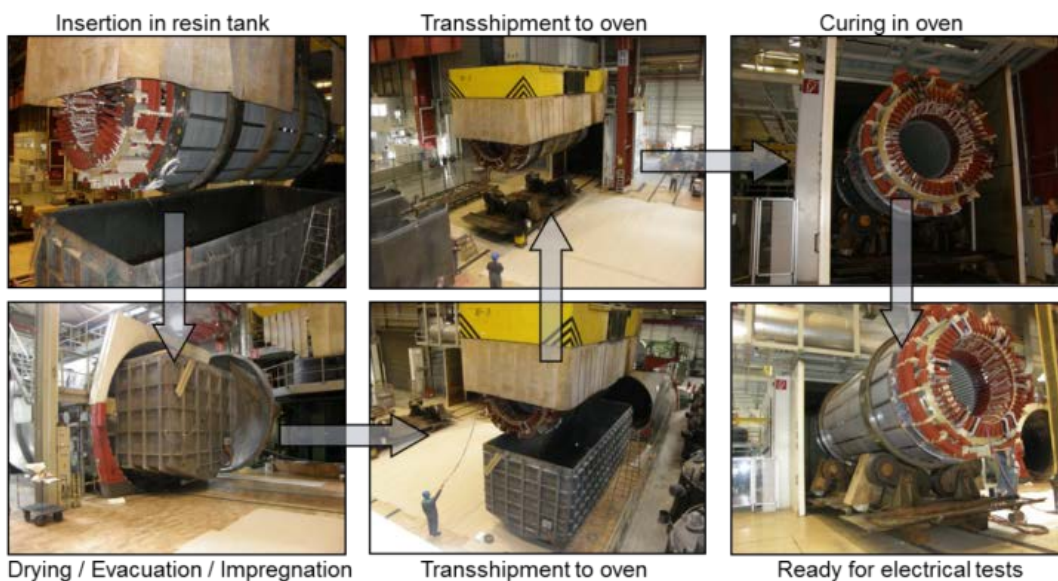 Insertion in resin tank
Transshipment to oven
Curing in oven
Drying / Evacuation / Impregnation
Transshipment to oven
Ready for electrical tests